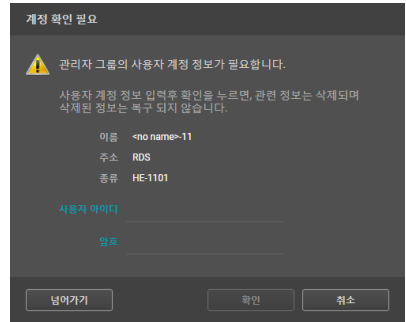 계정 확인 필요
관리자 그룹의 사용자 계정 정보가 필요합니다.
사용자 계정 정보 입력후 확인을 누르면, 관련 정보는 삭제되며
삭제된 정보는 복구 되지 않습니다.
이름 <no name>-11
주소 RDS
종류 HE-1101
사용자 아이디
암호
넘어가기 확인 취소